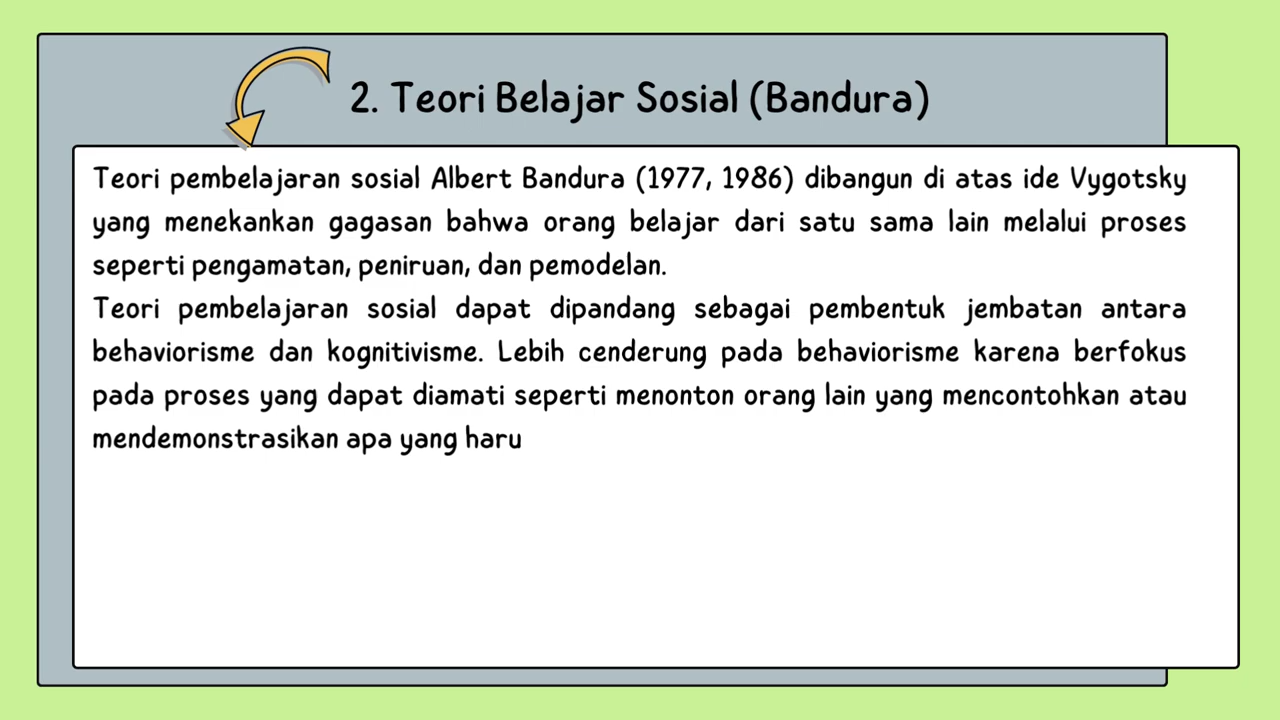 2. Teori Belajar Sosial (Bandura)
Teori pembelajaran sosial Albert Bandura (1977, 1986) dibangun di atas ide Vygotsky
yang menekankan gagasan bahwa orang belajar dari satu sama lain melalui proses
seperti pengamatan, peniruan, dan pemodelan.
Teori pembelajaran sosial dapat dipandang sebagai pembentuk jembatan antara
behaviorisme dan kognitivisme. Lebih cenderung pada behaviorisme karena berfokus
pada proses yang dapat diamati seperti menonton orang lain yang mencontohkan atau
mendemonstrasikan apa yang haru